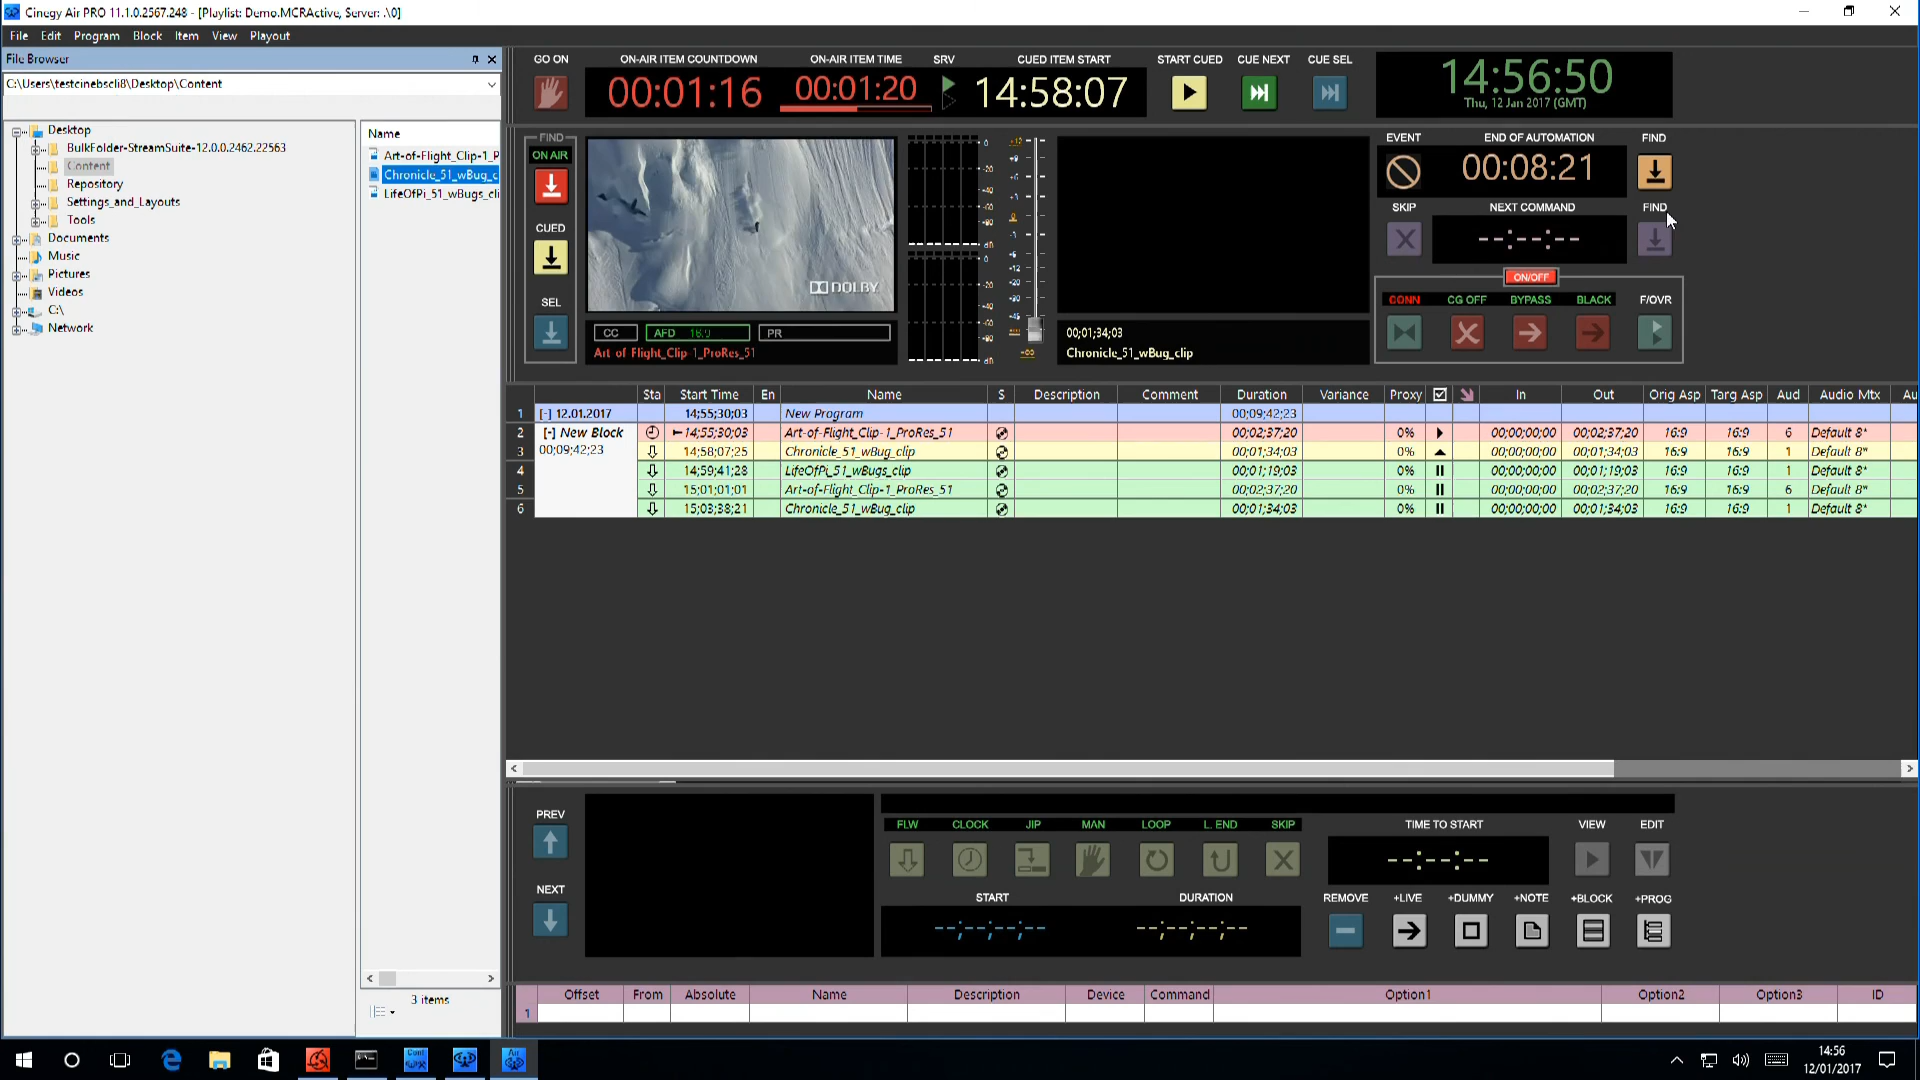 Cinegy Air PRO 11.1.0.2567.248 - [Playlist: Demo.MCRActive, Server: .\0]
File Edit Program Block Item View Playout
File Browser
C:\Users\testcinebscli8\Desktop\Content
Desktop
BulkFolder-StreamSuite-12.0.0.2462.22563
Content
Repository
Settings_and_Layouts
Tools
Documents
Music
Pictures
Videos
C:\
Network
Name
Art-of-Flight_Clip-1_P
Chronicle_51_wBug_c
LifeOfPi_51_wBugs_cli
3 items
GO ON ON-AIR ITEM COUNTDOWN ON-AIR ITEM TIME SRV CUED ITEM START START CUED CUE NEXT CUE SEL
00:01:16 00:01:20 14:58:07
14:56:50
Thu, 12 Jan 2017 (GMT)
FIND
ON AIR
CUED
SEL
DOLBY
CC AFD 16:9 PR
Art of Flight_Clip-1_ProRes_51
00;01;34;03
Chronicle_51_wBug_clip
EVENT END OF AUTOMATION FIND
00:08:21
SKIP NEXT COMMAND FIND
--:--:--
ON/OFF
CONN CG OFF BYPASS BLACK F/OVR
Sta Start Time En Name S Description Comment Duration Variance Proxy In Out Orig Asp Targ Asp Aud Audio Mtx Au
1 [-] 12.01.2017 14;55;30;03 New Program 00;09;42;23
2 [-] New Block 14;55;30;03 Art-of-Flight_Clip-1_ProRes_51 00;02;37;20 0% 00;00;00;00 00;02;37;20 16:9 16:9 6 Default 8*
3 00;09;42;23 14;58;07;25 Chronicle_51_wBug_clip 00;01;34;03 0% 00;00;00;00 00;01;34;03 16:9 16:9 1 Default 8*
4 14;59;41;28 LifeOfPi_51_wBugs_clip 00;01;19;03 0% 00;00;00;00 00;01;19;03 16:9 16:9 1 Default 8*
5 15;01;01;01 Art-of-Flight_Clip-1_ProRes_51 00;02;37;20 0% 00;00;00;00 00;02;37;20 16:9 16:9 6 Default 8*
6 15;03;38;21 Chronicle_51_wBug_clip 00;01;34;03 0% 00;00;00;00 00;01;34;03 16:9 16:9 1 Default 8*
PREV
NEXT
FLW CLOCK JIP MAN LOOP L. END SKIP
START DURATION
--;--;--;-- --;--;--;--
TIME TO START VIEW EDIT
--:--:--
REMOVE +LIVE +DUMMY +NOTE +BLOCK +PROG
Offset From Absolute Name Description Device Command Option1 Option2 Option3 ID
1
14:56
12/01/2017